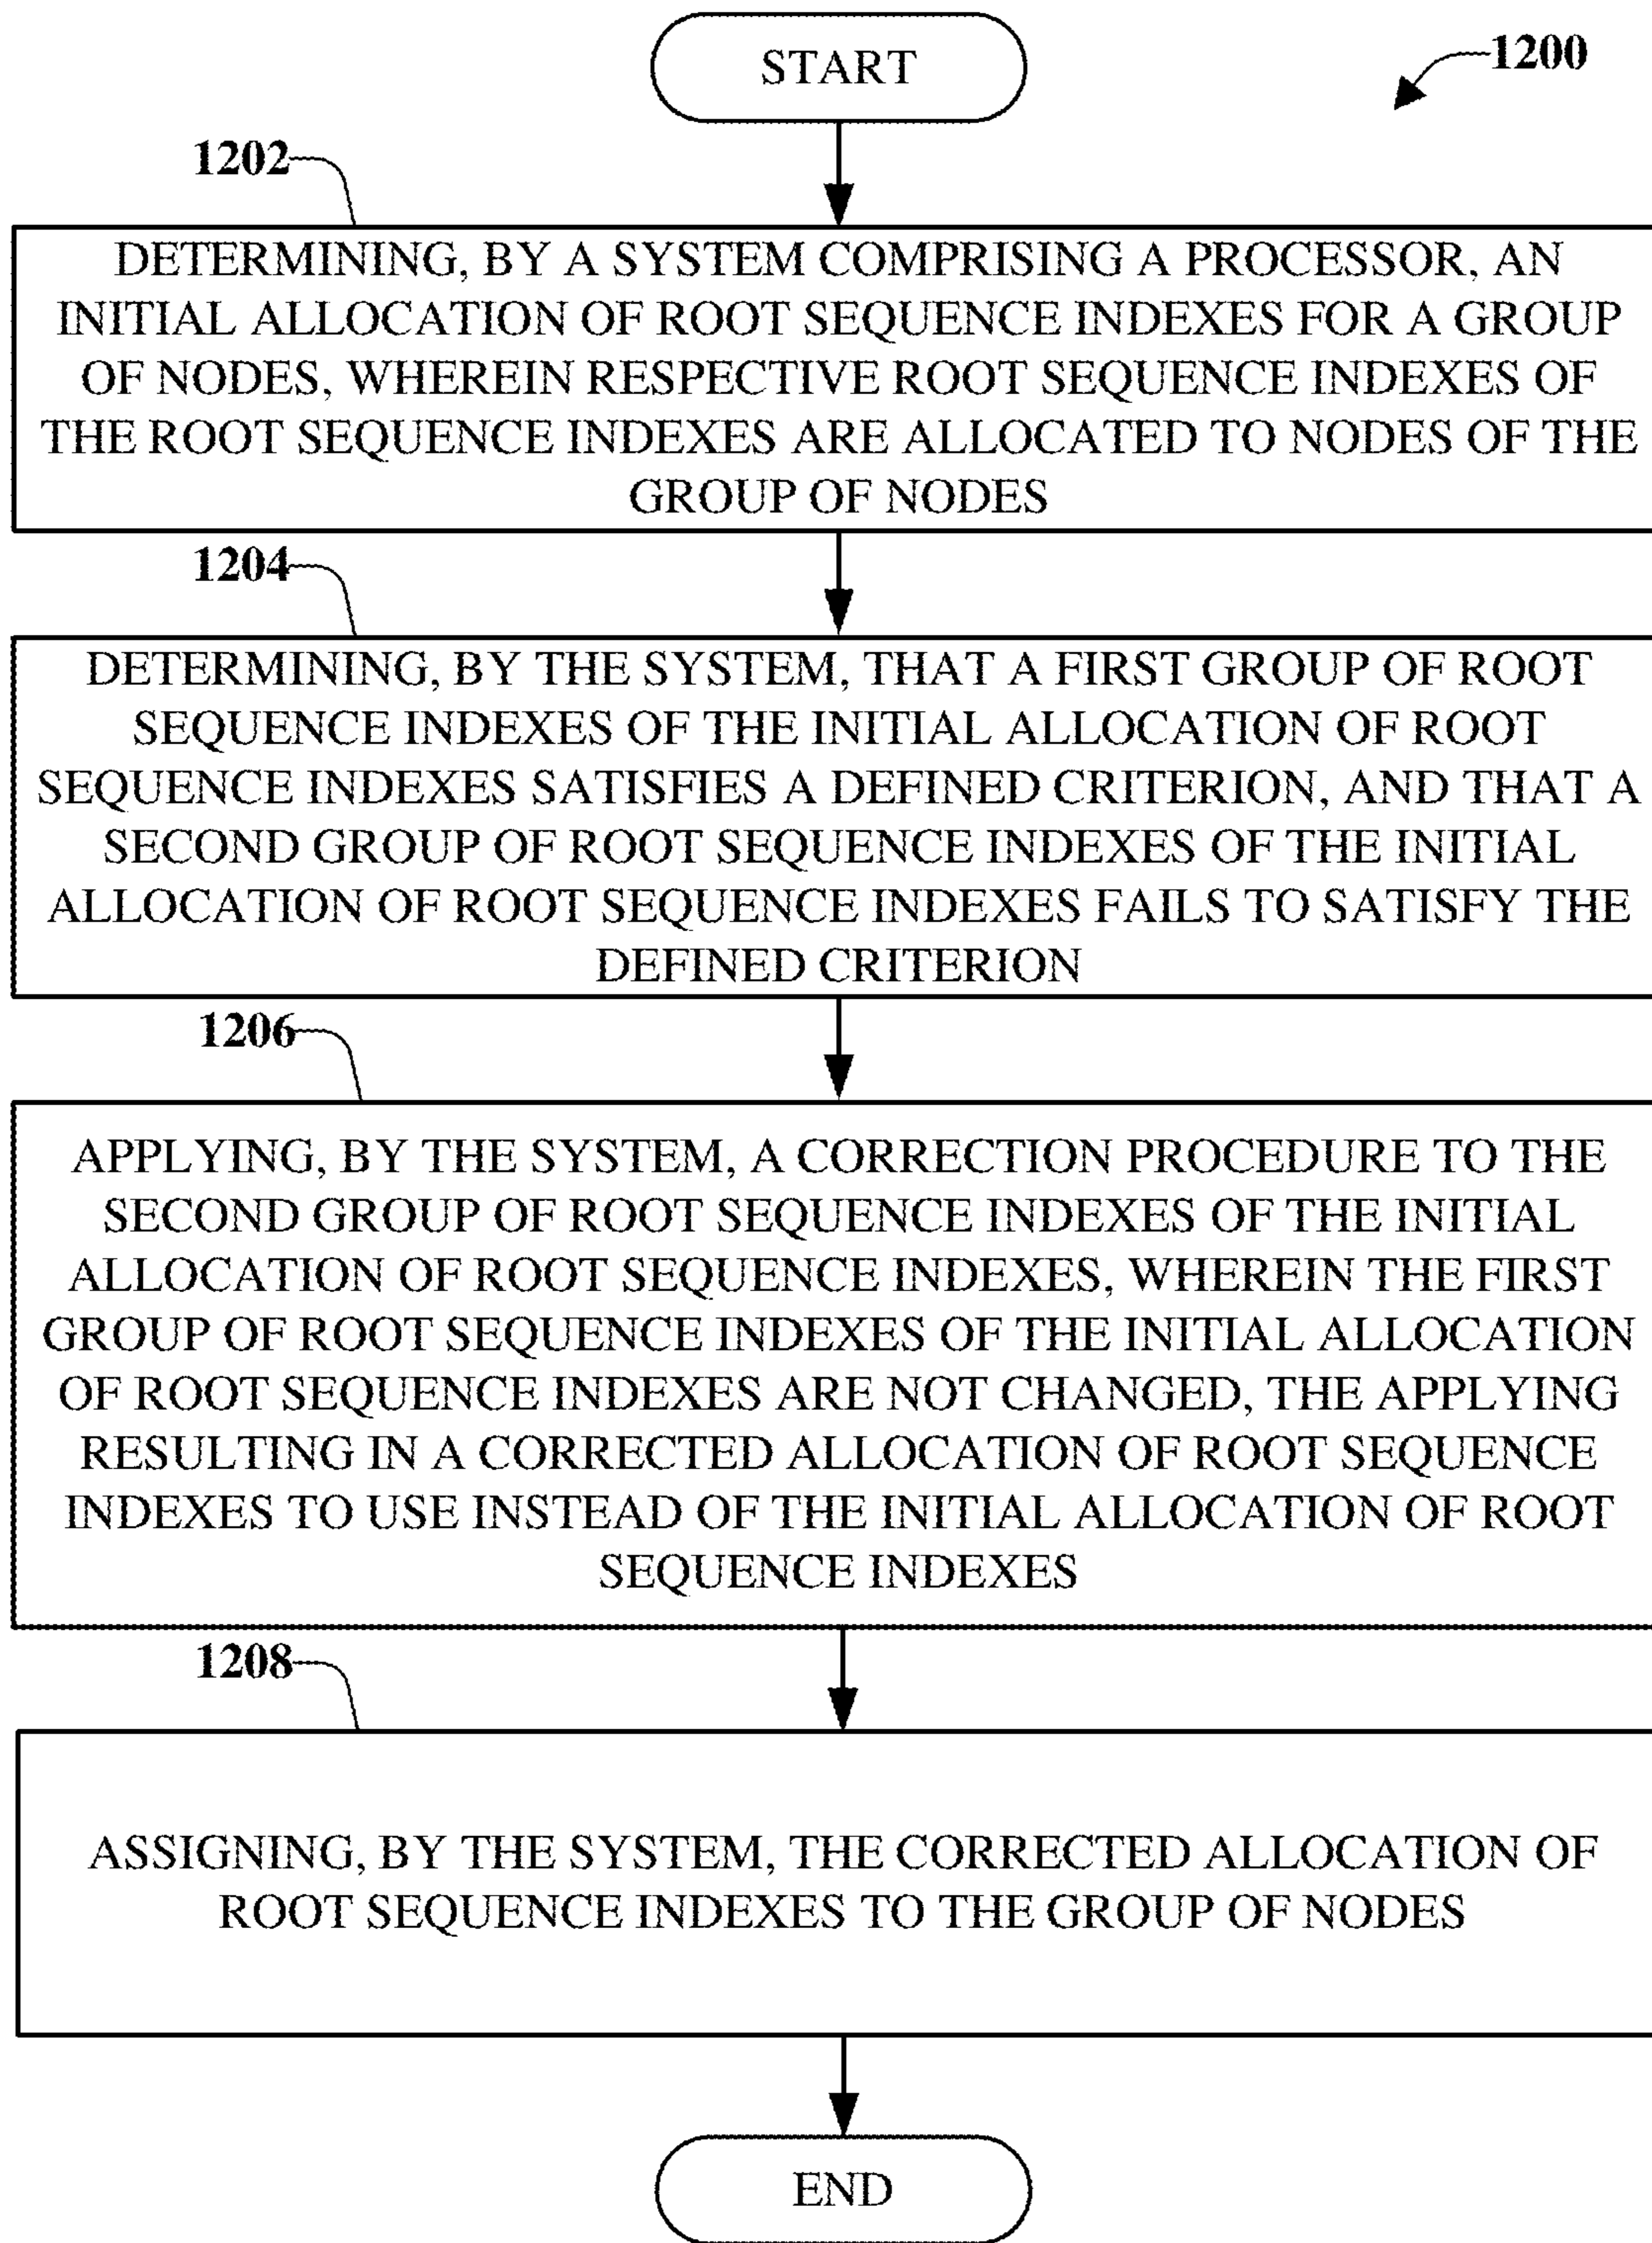 START
1200
1202
DETERMINING, BY A SYSTEM COMPRISING A PROCESSOR, AN
INITIAL ALLOCATION OF ROOT SEQUENCE INDEXES FOR A GROUP
OF NODES, WHEREIN RESPECTIVE ROOT SEQUENCE INDEXES OF
THE ROOT SEQUENCE INDEXES ARE ALLOCATED TO NODES OF THE
GROUP OF NODES
1204
DETERMINING, BY THE SYSTEM, THAT A FIRST GROUP OF ROOT
SEQUENCE INDEXES OF THE INITIAL ALLOCATION OF ROOT
SEQUENCE INDEXES SATISFIES A DEFINED CRITERION, AND THAT A
SECOND GROUP OF ROOT SEQUENCE INDEXES OF THE INITIAL
ALLOCATION OF ROOT SEQUENCE INDEXES FAILS TO SATISFY THE
DEFINED CRITERION
1206
APPLYING, BY THE SYSTEM, A CORRECTION PROCEDURE TO THE
SECOND GROUP OF ROOT SEQUENCE INDEXES OF THE INITIAL
ALLOCATION OF ROOT SEQUENCE INDEXES, WHEREIN THE FIRST
GROUP OF ROOT SEQUENCE INDEXES OF THE INITIAL ALLOCATION
OF ROOT SEQUENCE INDEXES ARE NOT CHANGED, THE APPLYING
RESULTING IN A CORRECTED ALLOCATION OF ROOT SEQUENCE
INDEXES TO USE INSTEAD OF THE INITIAL ALLOCATION OF ROOT
SEQUENCE INDEXES
1208
ASSIGNING, BY THE SYSTEM, THE CORRECTED ALLOCATION OF
ROOT SEQUENCE INDEXES TO THE GROUP OF NODES
END